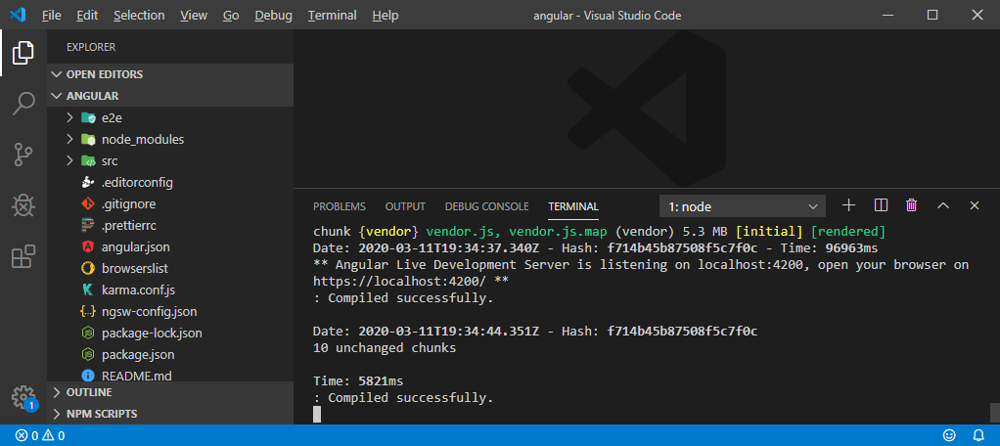 File Edit Selection View Go Debug Terminal Help angular - Visual Studio Code
EXPLORER
OPEN EDITORS
ANGULAR
e2e
node_modules
src
.editorconfig
.gitignore
.prettierrc
angular.json
browserslist
karma.conf.js
ngsw-config.json
package-lock.json
package.json
README.md
OUTLINE
NPM SCRIPTS
1
PROBLEMS OUTPUT DEBUG CONSOLE TERMINAL 1: node
chunk {vendor} vendor.js, vendor.js.map (vendor) 5.3 MB [initial] [rendered]
Date: 2020-03-11T19:34:37.340Z - Hash: f714b45b87508f5c7f0c - Time: 96963ms
** Angular Live Development Server is listening on localhost:4200, open your browser on
https://localhost:4200/ **
: Compiled successfully.
Date: 2020-03-11T19:34:44.351Z - Hash: f714b45b87508f5c7f0c
10 unchanged chunks
Time: 5821ms
: Compiled successfully.
0 0